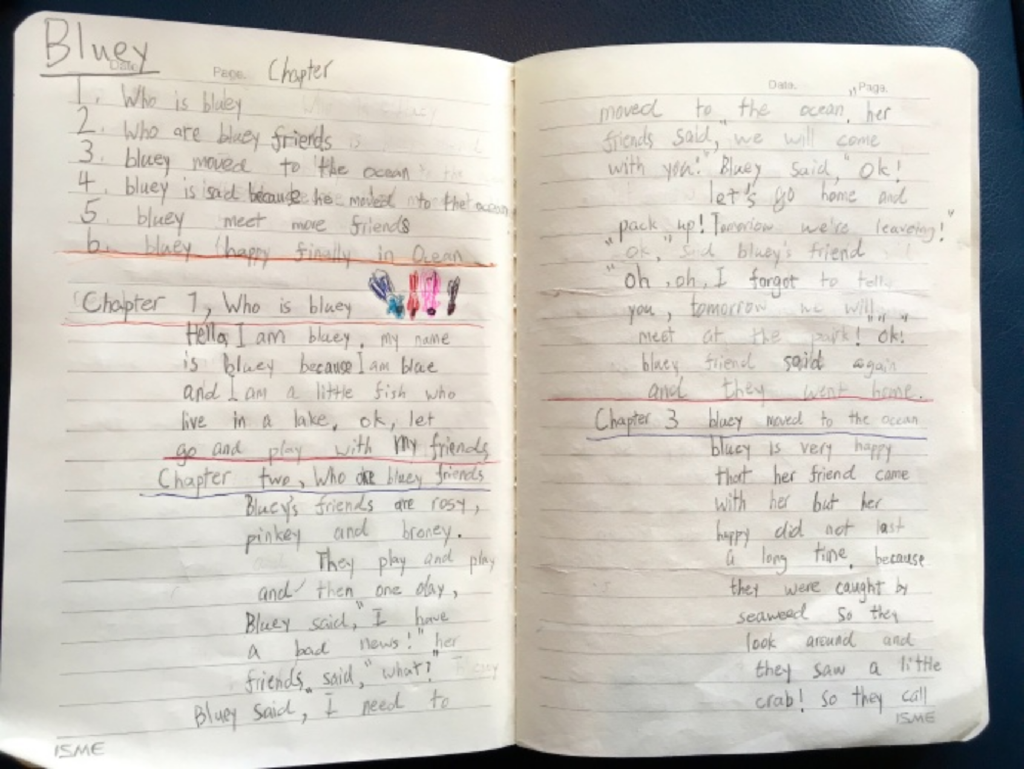 Bluey
Date.
Page.
Chapter
1. Who is bluey
2. Who are bluey friends
3. bluey moved to the ocean
4. bluey is sad because he moved to the ocean
5. bluey meet more friends
6. bluey happy finally in Ocean
Chapter 1, Who is bluey
Hello, I am bluey, my name
is bluey because I am blue
and I am a little fish who
live in a lake, ok, let
go and play with my friends
Chapter two, Who are bluey friends
Bluey's friends are rosy,
pinkey and broney.
They play and play
and then one day,
Bluey said, "I have
a bad news!" her
friends said, "what?"
Bluey said, I need to
ISME
Date.
Page.
moved to the ocean, her
friends said, "we will come
with you!" Bluey said, "Ok!
let's go home and
pack up! Tomorrow we're leaveing!"
"ok," sid bluey's friend
"oh, oh, I forgot to tell
you, tomorrow we will
meet at the park!" "ok!"
bluey friend said again
and they went home.
Chapter 3 bluey moved to the ocean
bluey is very happy
that her friend come
with her but her
happy did not last
a long time, because
they were caught by
seaweed so they
look around and
they saw a little
crab! so they call
ISME